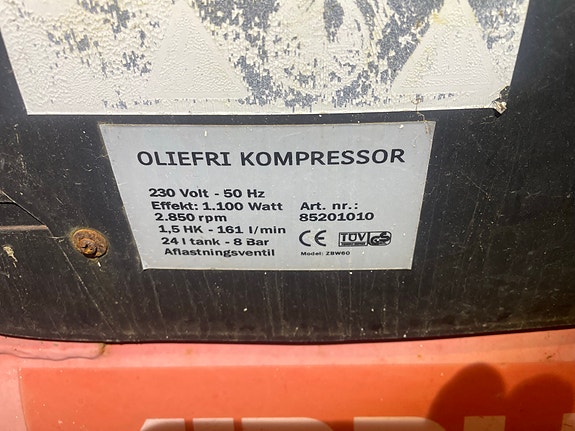 OLIEFRI KOMPRESSOR
230 Volt - 50 Hz
Effekt: 1.100 Watt
2.850 rpm
1,5 HK - 161 l/min
24 l tank - 8 Bar
Aflastningsventil
Art. nr.:
85201010
CE TÜV GS
Model: ZBW60